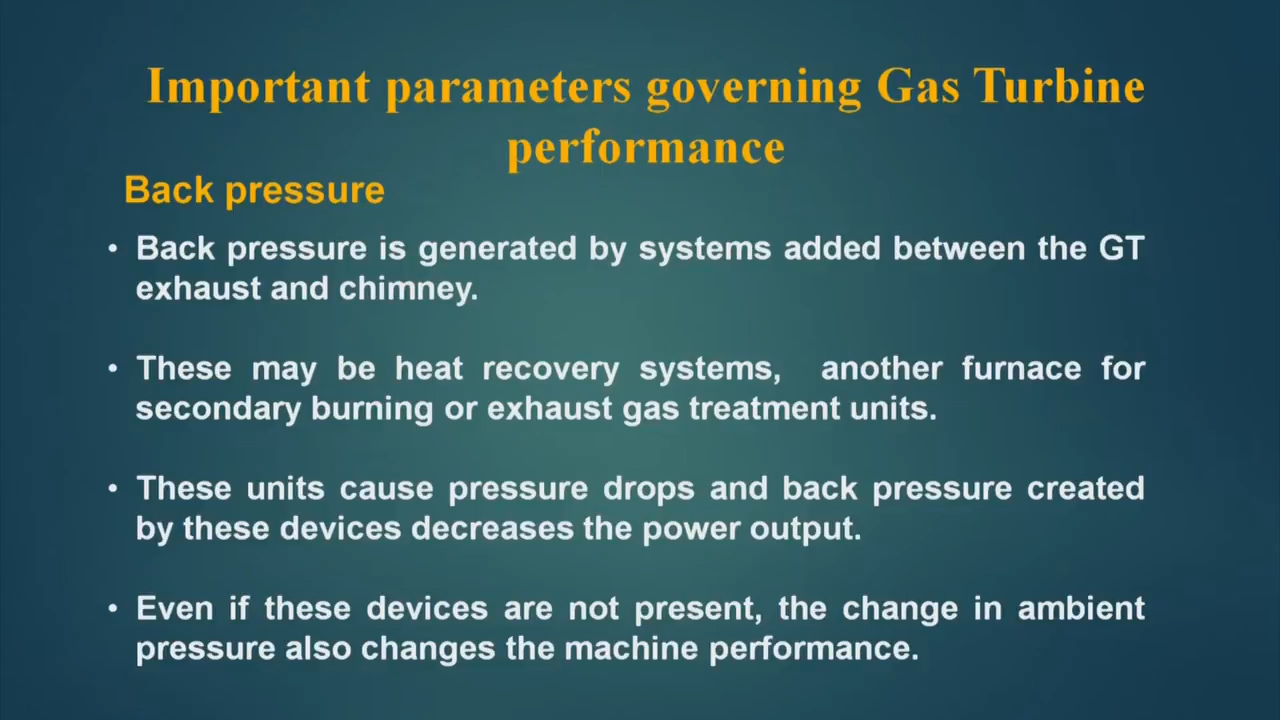 Important parameters governing Gas Turbine
performance
Back pressure
• Back pressure is generated by systems added between the GT
exhaust and chimney.
• These may be heat recovery systems, another furnace for
secondary burning or exhaust gas treatment units.
• These units cause pressure drops and back pressure created
by these devices decreases the power output.
• Even if these devices are not present, the change in ambient
pressure also changes the machine performance.